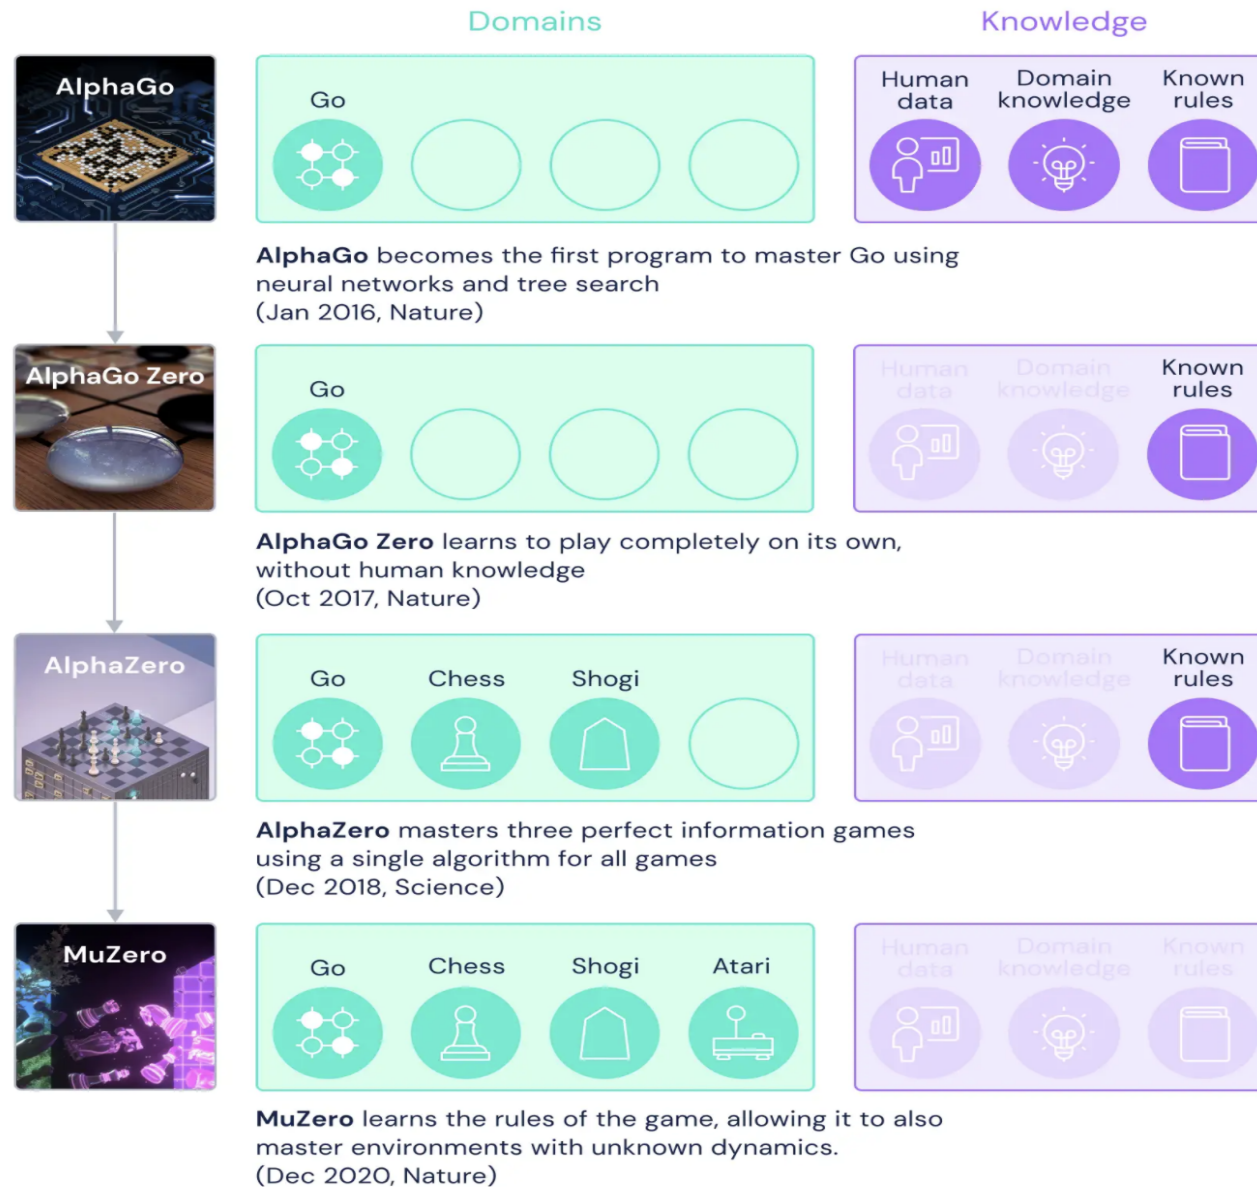 Domains
Knowledge
AlphaGo
Go
Human data
Domain knowledge
Known rules
AlphaGo becomes the first program to master Go using
neural networks and tree search
(Jan 2016, Nature)
AlphaGo Zero
Go
Human data
Domain knowledge
Known rules
AlphaGo Zero learns to play completely on its own,
without human knowledge
(Oct 2017, Nature)
AlphaZero
Go
Chess
Shogi
Human data
Domain knowledge
Known rules
AlphaZero masters three perfect information games
using a single algorithm for all games
(Dec 2018, Science)
MuZero
Go
Chess
Shogi
Atari
Human data
Domain knowledge
Known rules
MuZero learns the rules of the game, allowing it to also
master environments with unknown dynamics.
(Dec 2020, Nature)